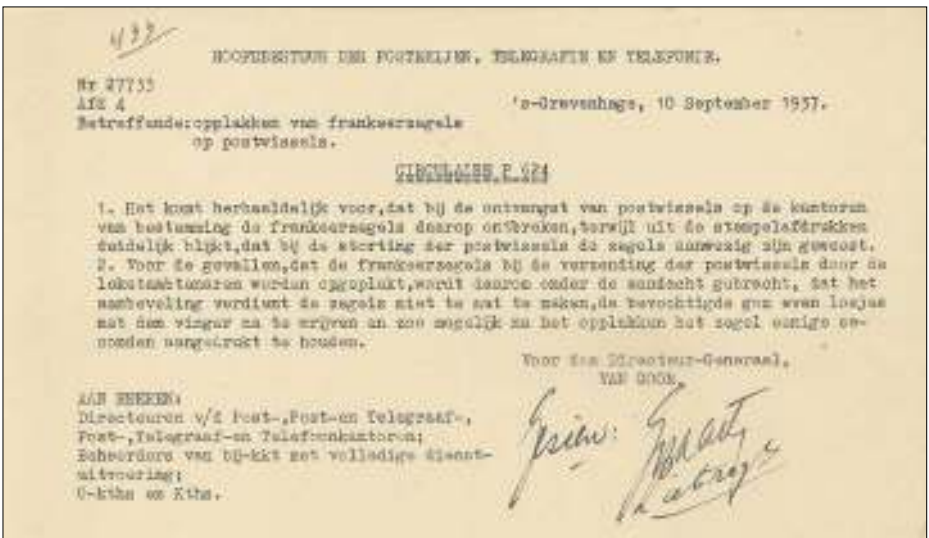 433
HOOFDBESTUUR DER POSTERIJEN, TELEGRAFIE EN TELEFONIE.
Nr 27733
Afd 4
's-Gravenhage, 10 September 1937.
Betreffende:opplakken van frankeerzegels
op postwissels.
CIRCULAIRE P 624
1. Het komt herhaaldelijk voor,dat bij de ontvangst van postwissels op de kantoren
van bestemming de frankeerzegels daarop ontbreken,terwijl uit de stempelafdrukken
duidelijk blijkt,dat bij de storting der postwissels de zegels aanwezig zijn geweest.
2. Voor de gevallen,dat de frankeerzegels bij de verzending der postwissels door de
loketambtenaren worden opgeplakt,wordt daarom onder de aandacht gebracht, dat het
aanbeveling verdient de zegels niet te nat te maken,de bevochtigde gom even losjes
met den vinger na te wrijven en zoo mogelijk na het opplakken het zegel eenige se-
conden aangedrukt te houden.
Voor den Directeur-Generaal,
VAN GOOR.
AAN HEEREN:
Directeuren v/d Post-,Post-en Telegraaf-,
Post-,Telegraaf-en Telefoonkantoren;
Beheerders van bij-kkt met volledige dienst-
uitvoering;
O-kths en Kths.
Gezien: